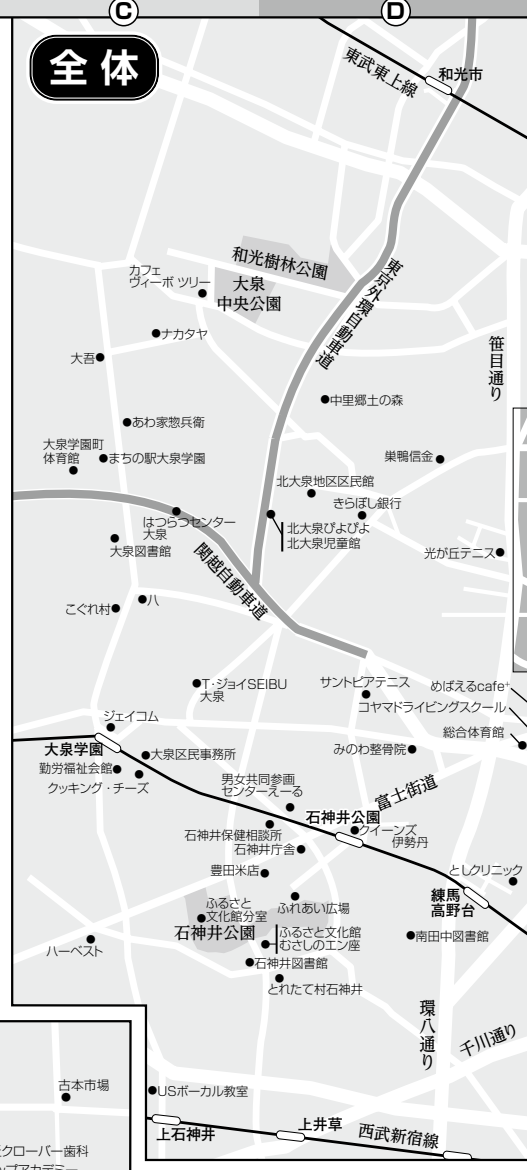 C
D
全体
東武東上線
和光市
和光樹林公園
カフェ
ヴィーボ ツリー
大泉
中央公園
東京外環自動車道
ナカタヤ
大吾
笹目通り
中里郷土の森
あわ家惣兵衛
大泉学園町
体育館
まちの駅大泉学園
巣鴨信金
北大泉地区区民館
きらぼし銀行
はつらつセンター
大泉
北大泉ぴよぴよ
北大泉児童館
大泉図書館
関越自動車道
光が丘テニス
こぐれ村
八
T・ジョイSEIBU
大泉
サントピアテニス
めばえるcafe+
コヤマドライビングスクール
ジェイコム
総合体育館
大泉学園
大泉区民事務所
みのわ整骨院
勤労福祉会館
クッキング・チーズ
男女共同参画
センターえーる
富士街道
石神井公園
クイーンズ
伊勢丹
石神井保健相談所
石神井庁舎
豊田米店
としクリニック
練馬
高野台
ふるさと
文化館分室
ふれあい広場
石神井公園
ふるさと文化館
むさしのエン座
南田中図書館
ハーベスト
石神井図書館
とれたて村石神井
環八通り
千川通り
古本市場
USボーカル教室
上石神井
上井草
西武新宿線
クローバー歯科
ップアカデミー